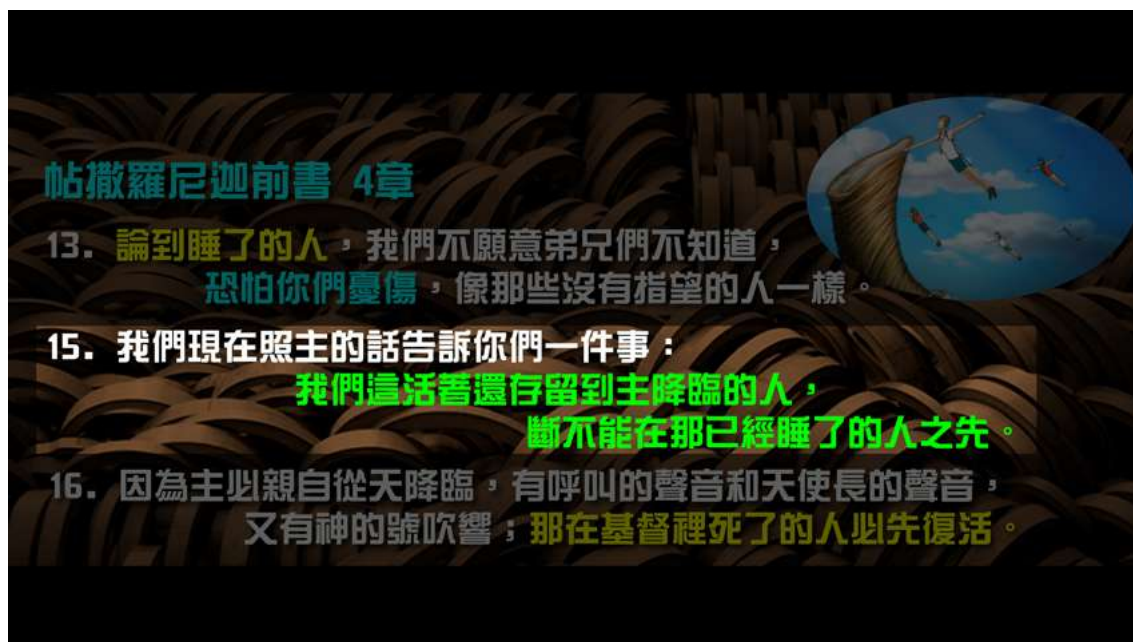 帖撒羅尼迦前書 4章
13. 論到睡了的人，我們不願意弟兄們不知道，
恐怕你們憂傷，像那些沒有指望的人一樣。
15. 我們現在照主的話告訴你們一件事：
我們這活著還存留到主降臨的人，
斷不能在那已經睡了的人之先。
16. 因為主必親自從天降臨，有呼叫的聲音和天使長的聲音，
又有神的號吹響；那在基督裡死了的人必先復活。